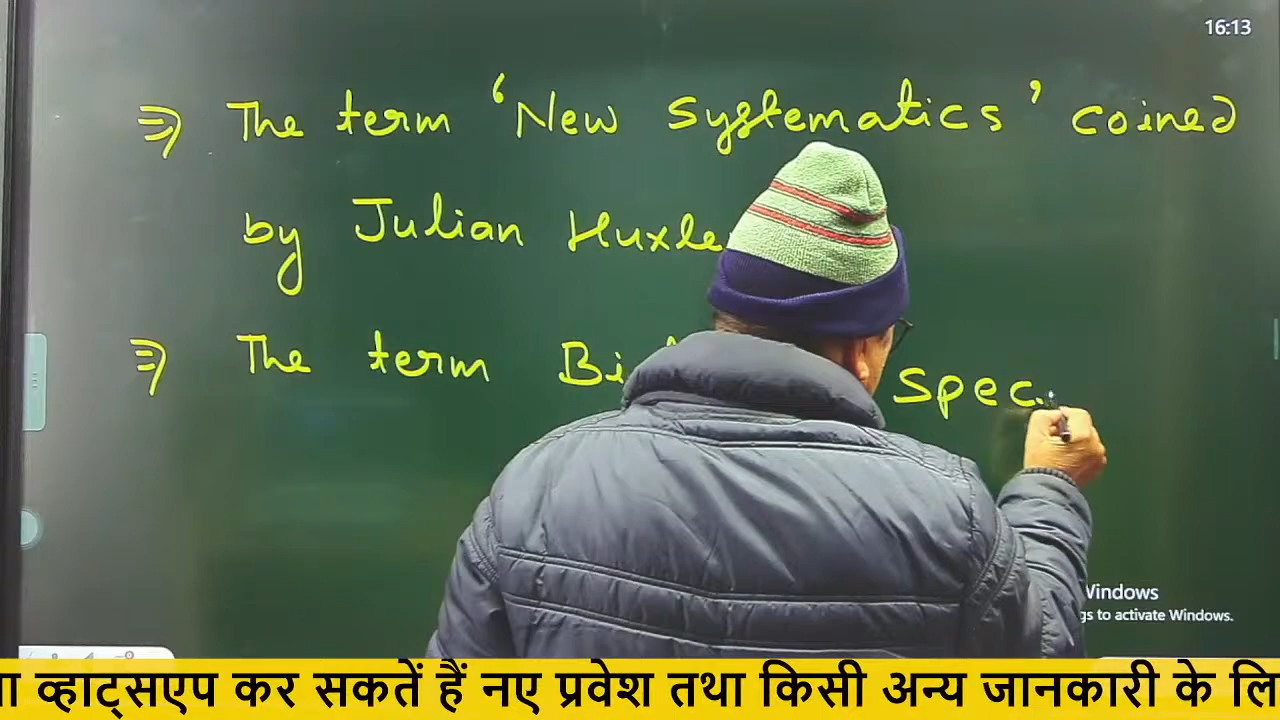 16:13
⇒ The term 'New Systematics' coined
by Julian Huxle
⇒ The term Bi spec
Windows
gs to activate Windows.
व्हाट्सएप कर सकतें हैं नए प्रवेश तथा किसी अन्य जानकारी के लि